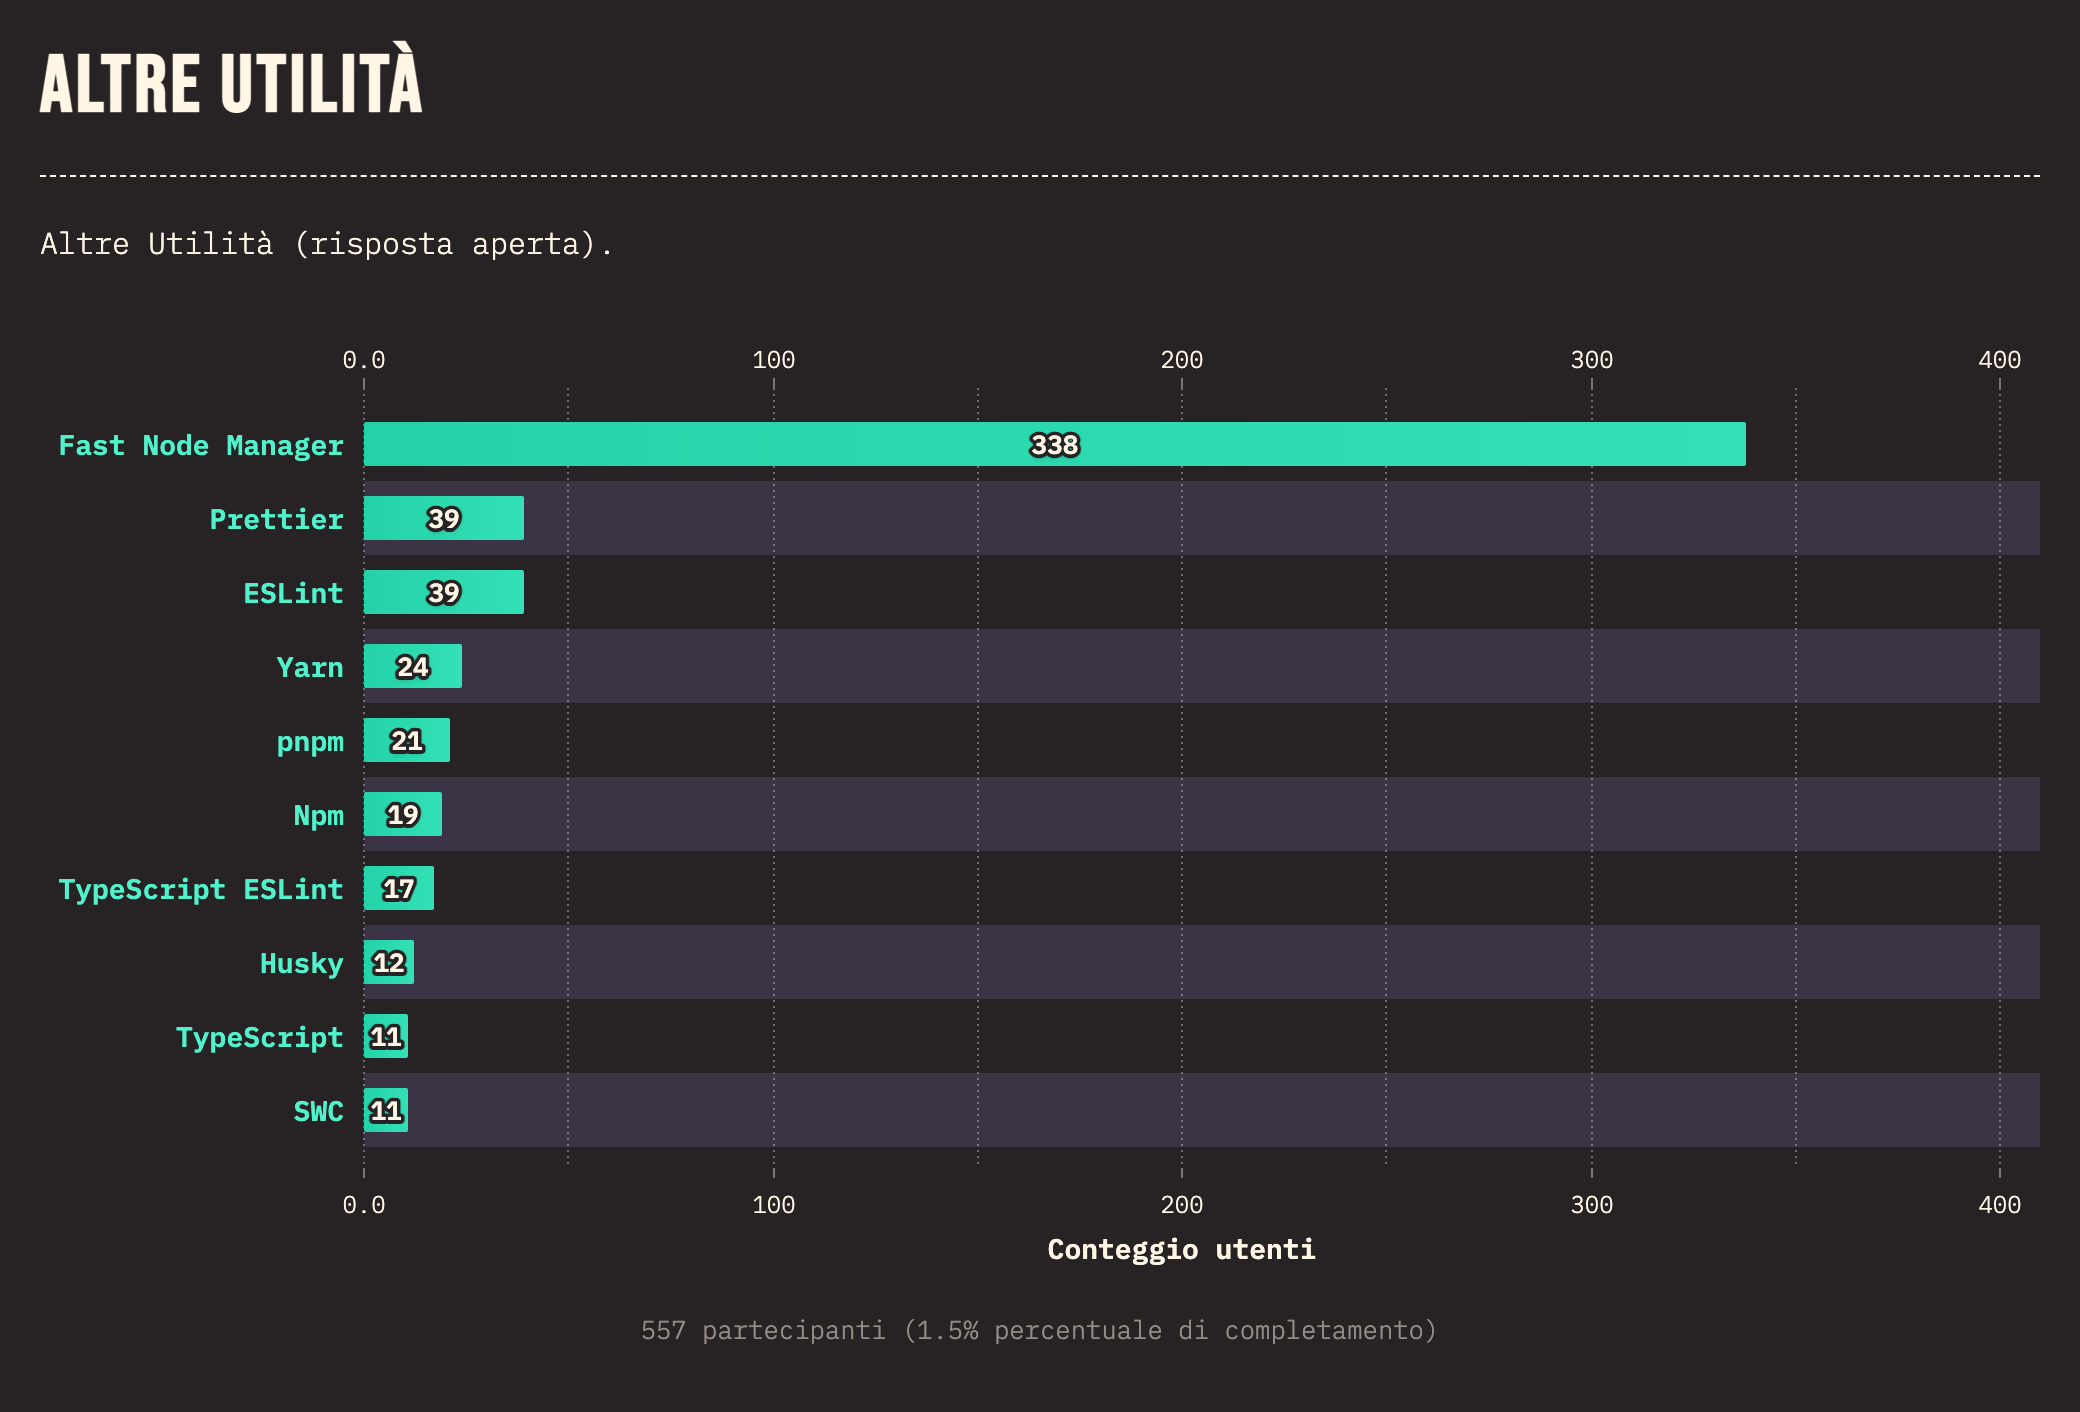 ALTRE UTILITÀ
Altre Utilità (risposta aperta).
0.0 100 200 300 400
Fast Node Manager 338
Prettier 39
ESLint 39
Yarn 24
pnpm 21
Npm 19
TypeScript ESLint 17
Husky 12
TypeScript 11
SWC 11
0.0 100 200 300 400
Conteggio utenti
557 partecipanti (1.5% percentuale di completamento)